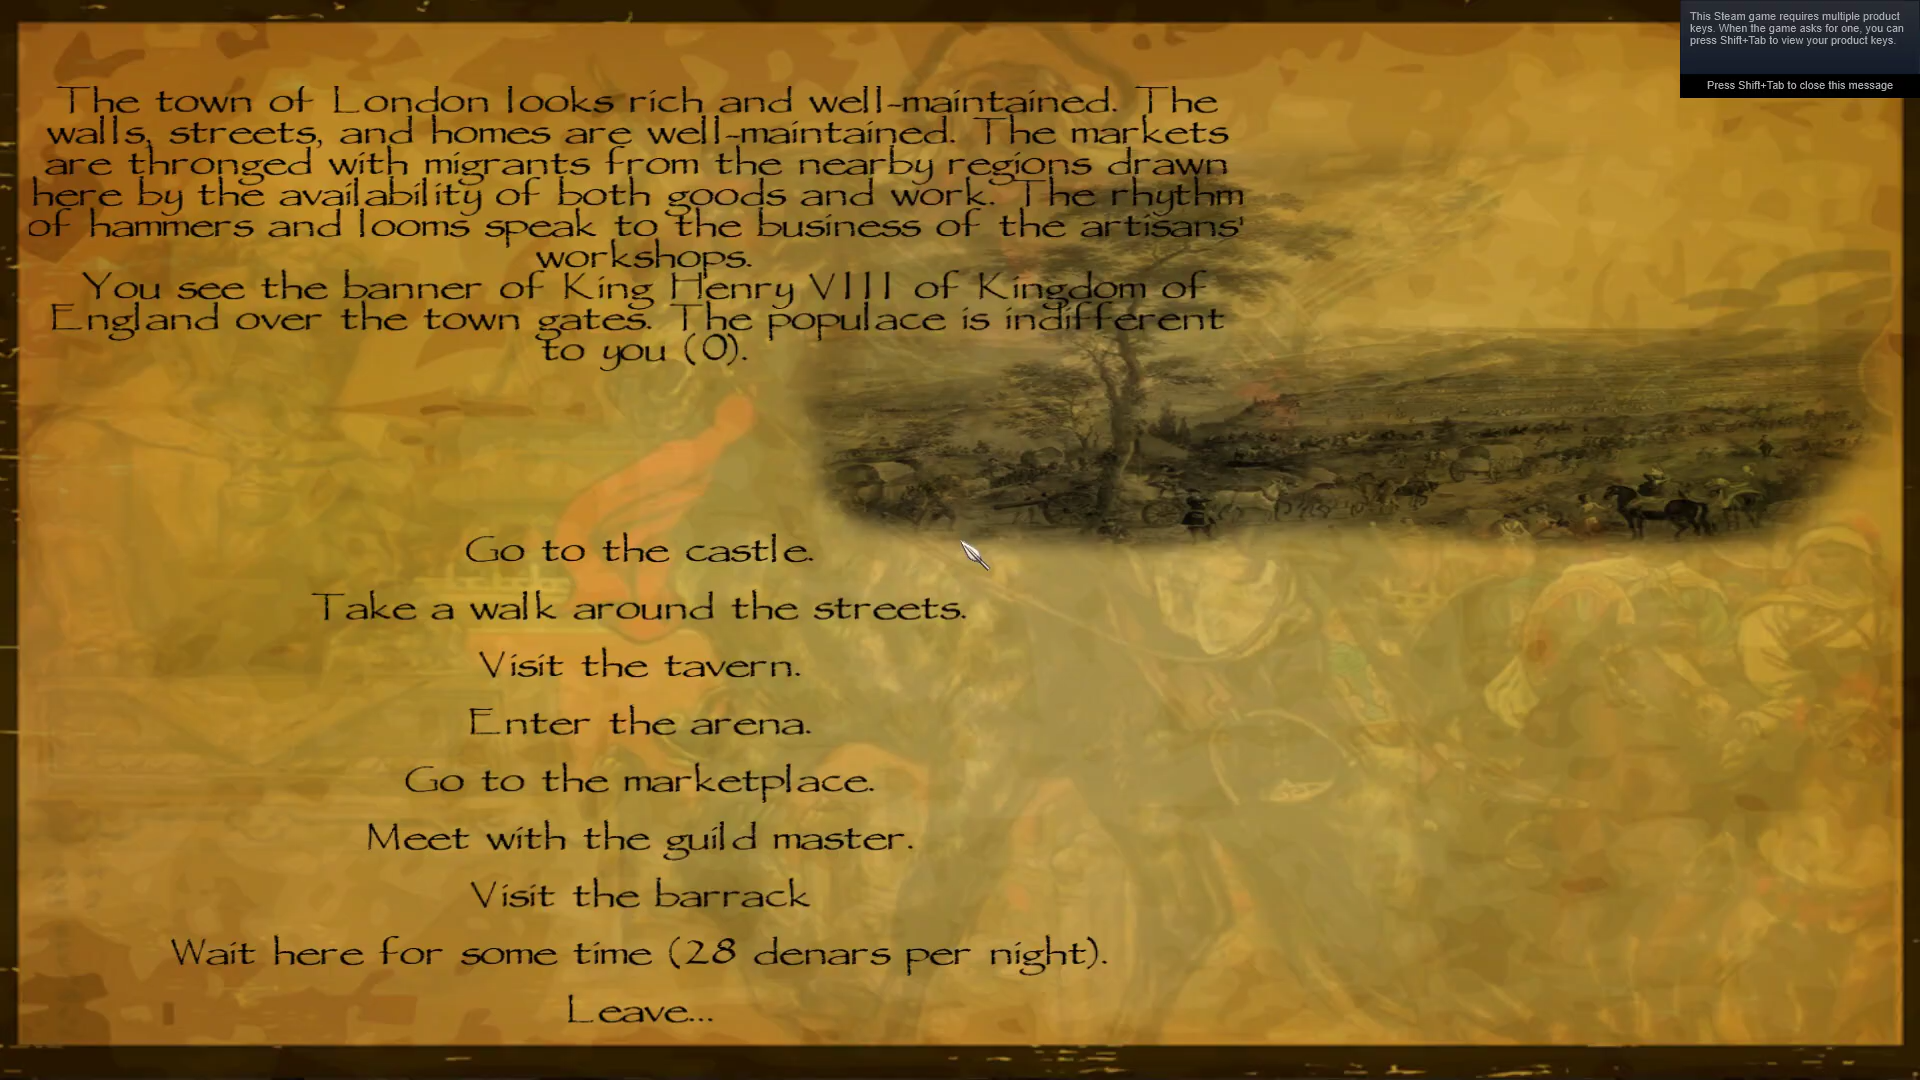 This Steam game requires multiple product
keys. When the game asks for one, you can
press Shift+Tab to view your product keys.
Press Shift+Tab to close this message
The town of London looks rich and well-maintained. The
walls, streets, and homes are well-maintained. The markets
are thronged with migrants from the nearby regions drawn
here by the availability of both goods and work. The rhythm
of hammers and looms speak to the business of the artisans'
workshops.
You see the banner of King Henry VIII of Kingdom of
England over the town gates. The populace is indifferent
to you (0).
Go to the castle.
Take a walk around the streets.
Visit the tavern.
Enter the arena.
Go to the marketplace.
Meet with the guild master.
Visit the barrack
Wait here for some time (28 denars per night).
Leave...